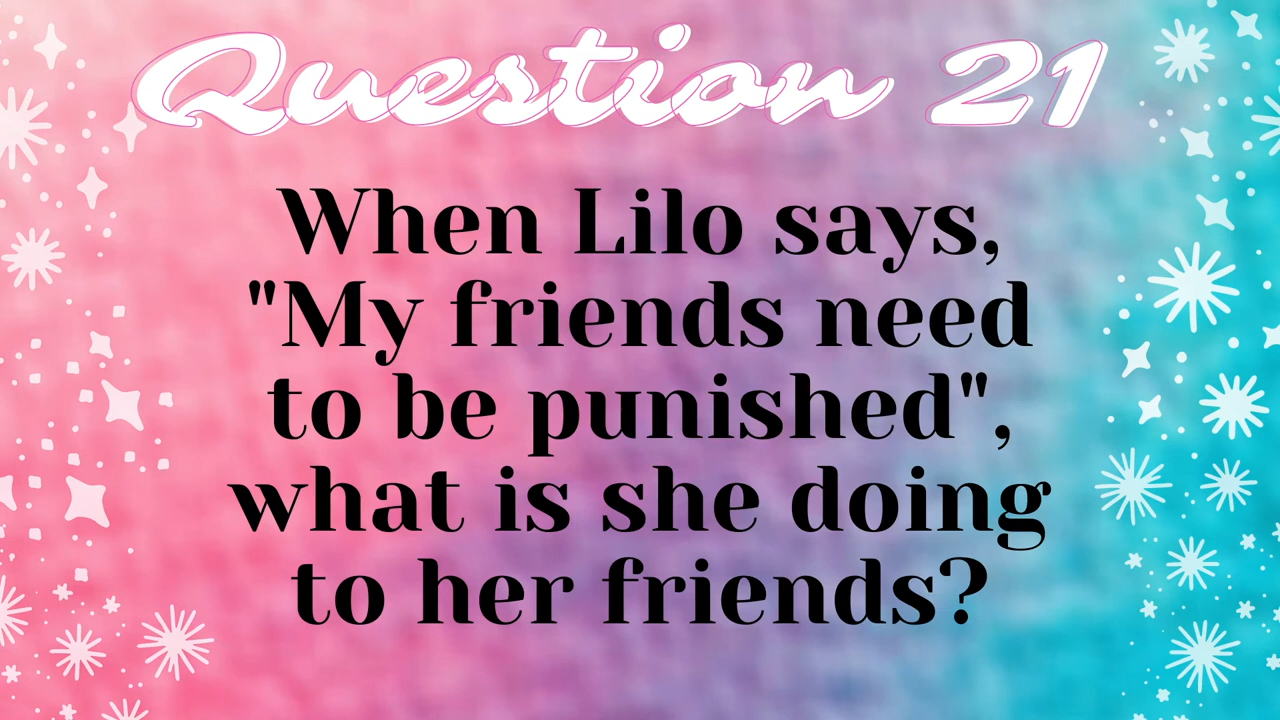 Question 21
When Lilo says,
"My friends need
to be punished",
what is she doing
to her friends?